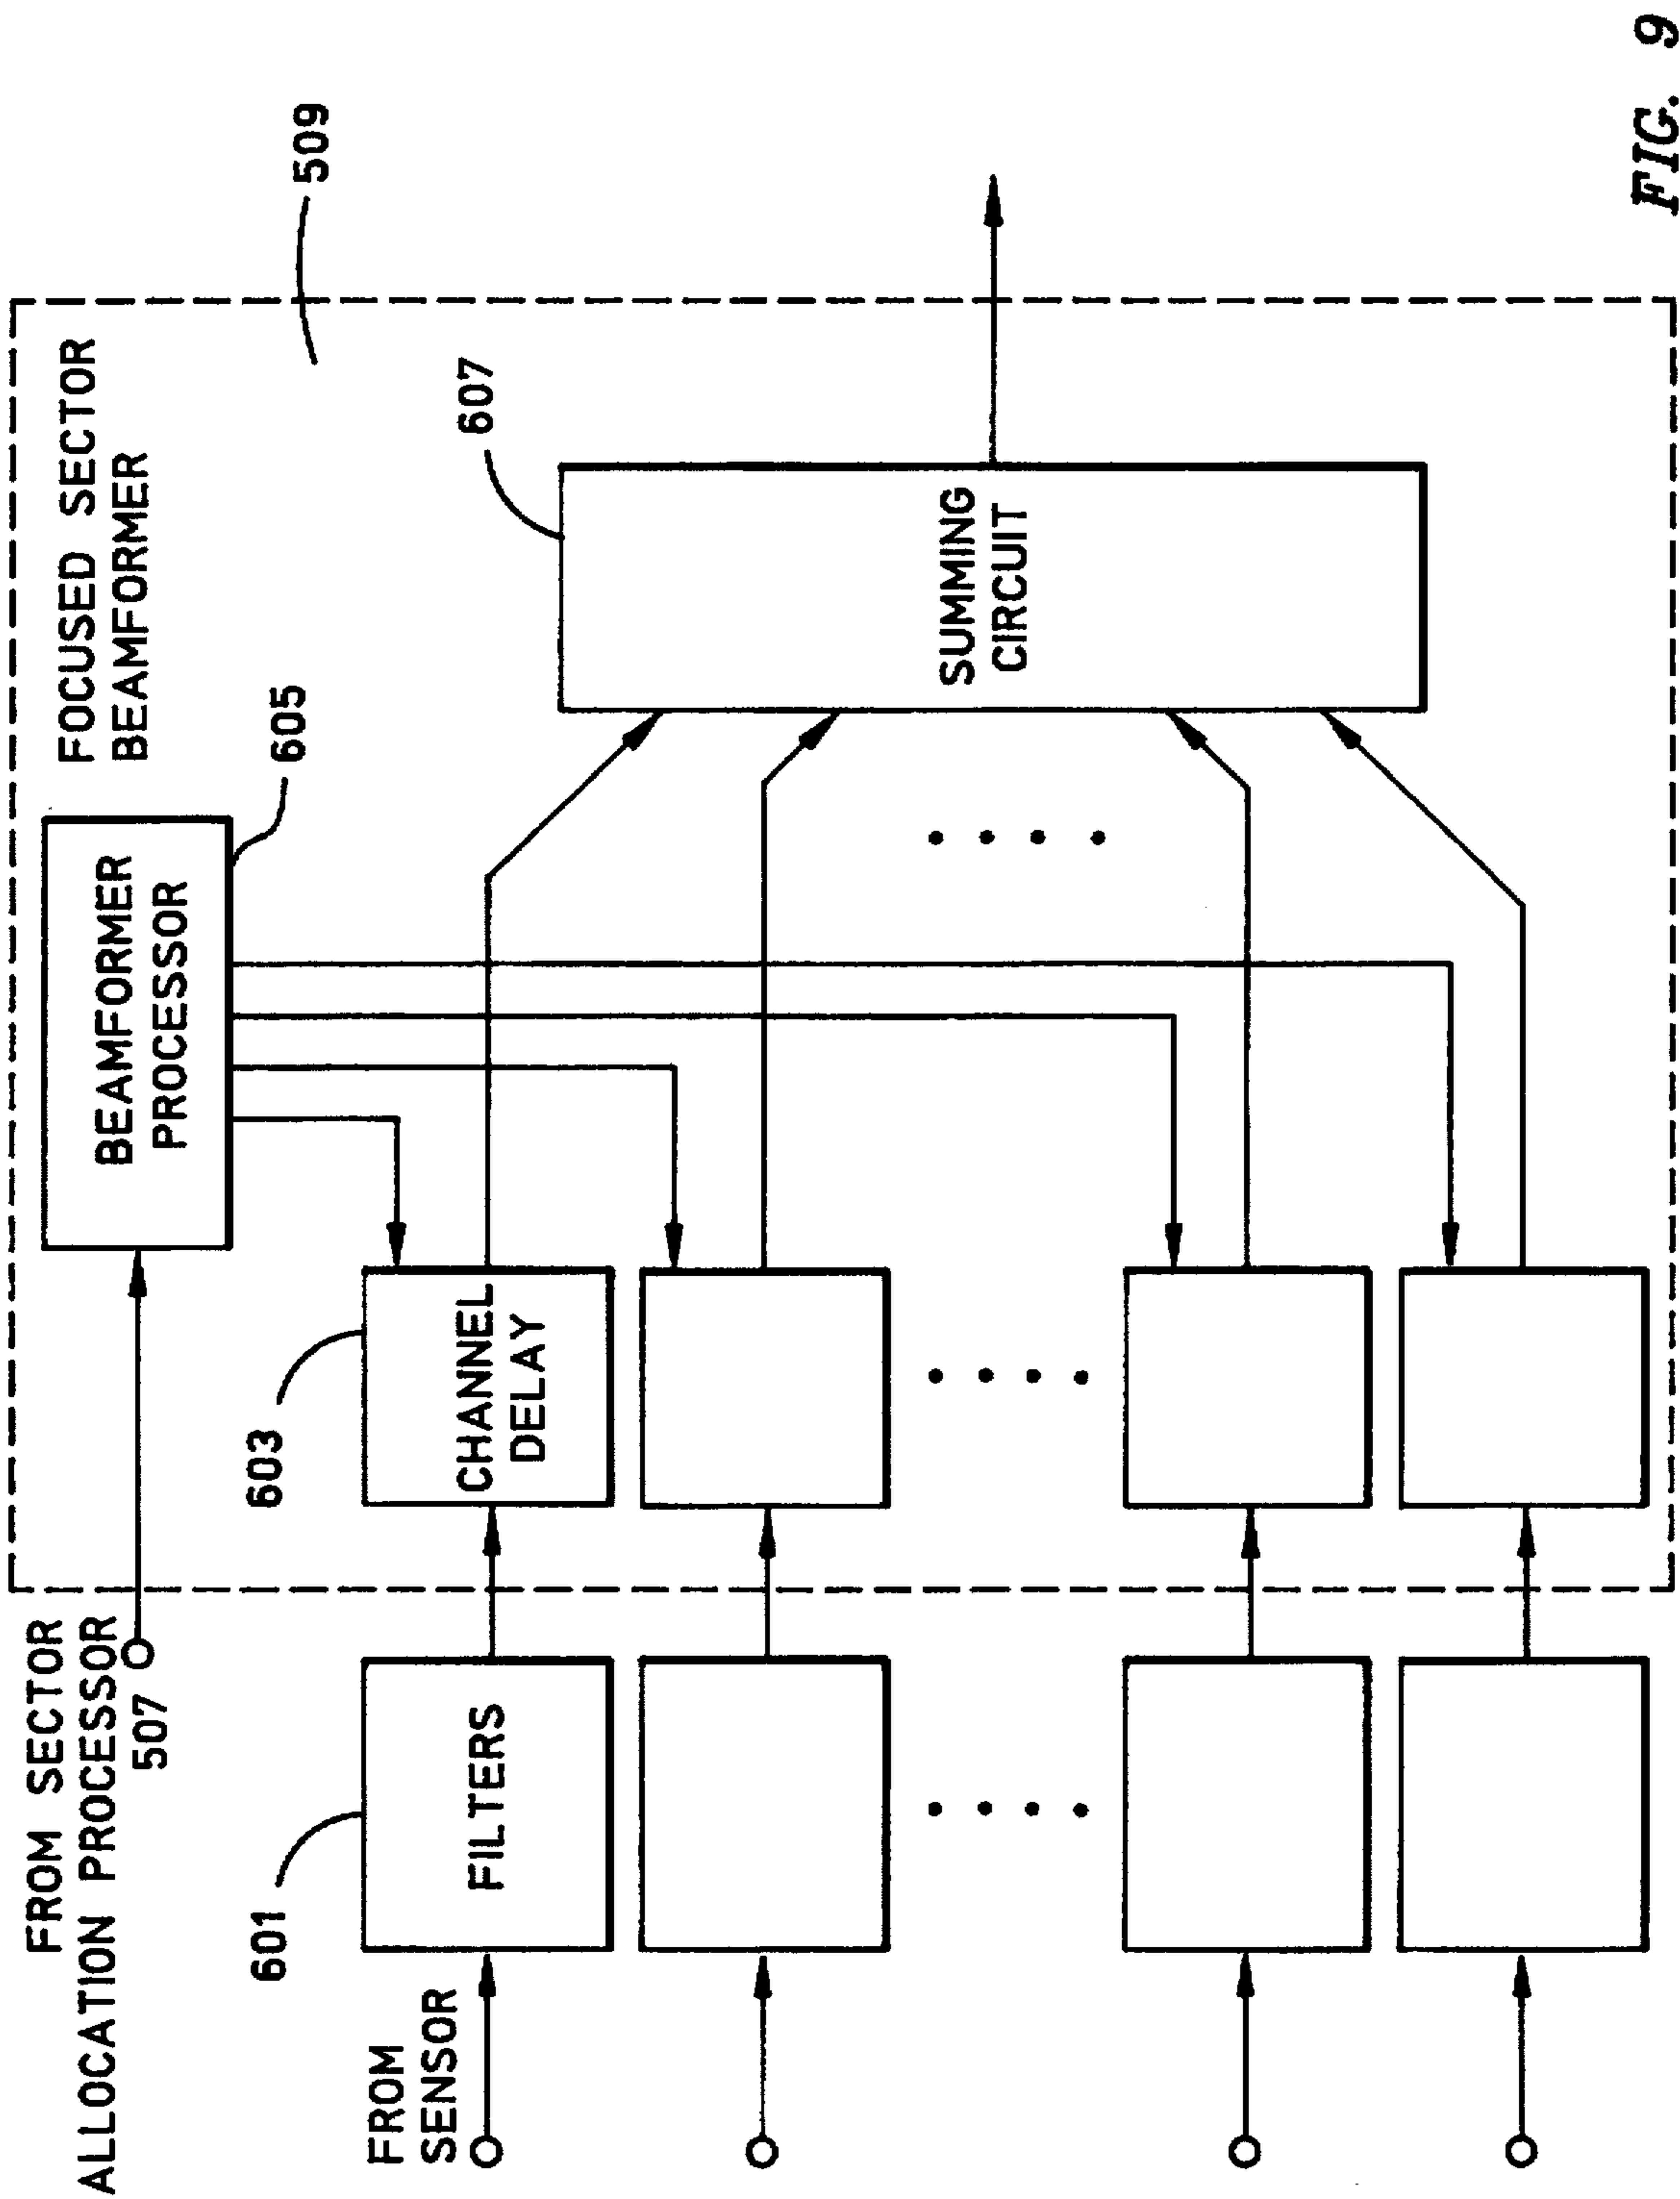 FROM SECTOR
ALLOCATION PROCESSOR
507
FOCUSED SECTOR
BEAMFORMER
509
BEAMFORMER
PROCESSOR
605
FROM
SENSOR
601
FILTERS
603
CHANNEL
DELAY
607
SUMMING
CIRCUIT
FIG. 9